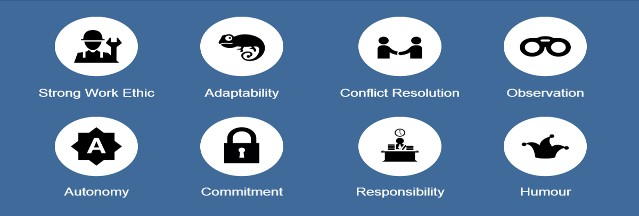 Strong Work Ethic
Adaptability
Conflict Resolution
Observation
A
Autonomy
Commitment
Responsibility
Humour